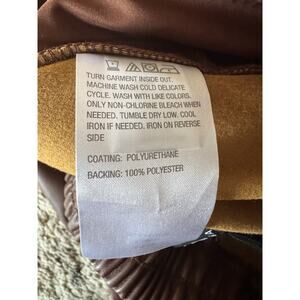 TURN GARMENT INSIDE OUT.
MACHINE WASH COLD DELICATE
CYCLE. WASH WITH LIKE COLORS.
ONLY NON-CHLORINE BLEACH WHEN
NEEDED. TUMBLE DRY LOW. COOL
IRON IF NEEDED. IRON ON REVERSE
SIDE
COATING: POLYURETHANE
BACKING: 100% POLYESTER